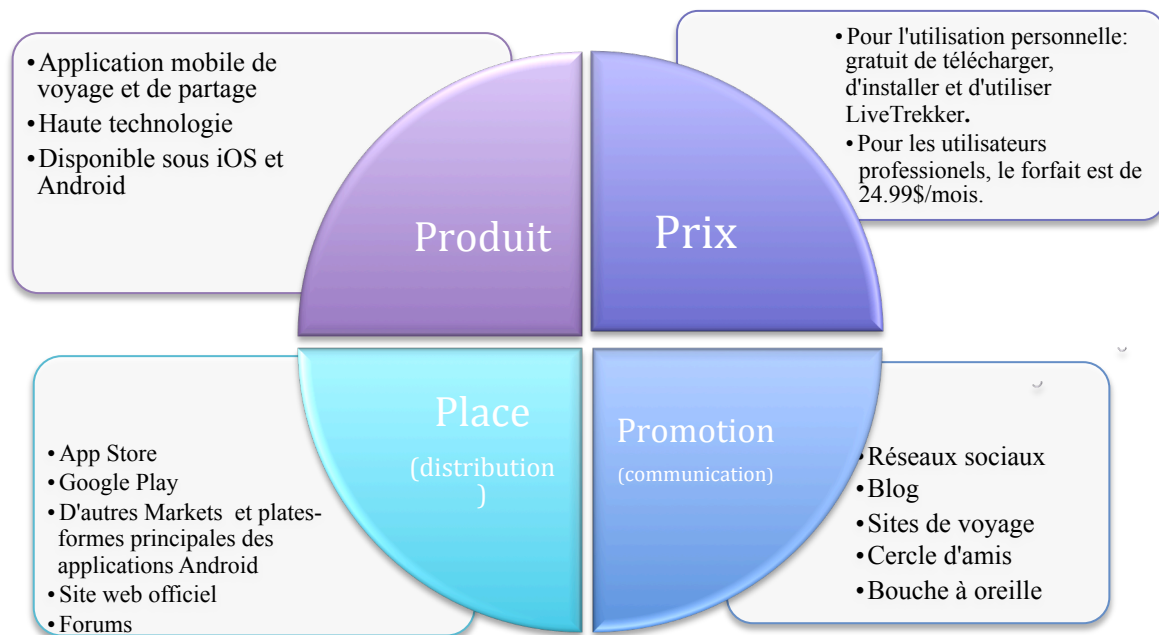 •Application mobile de
voyage et de partage
•Haute technologie
•Disponible sous iOS et
Android
Produit
•Pour l'utilisation personnelle:
gratuit de télécharger,
d'installer et d'utiliser
LiveTrekker.
•Pour les utilisateurs
professionels, le forfait est de
24.99$/mois.
Prix
Place
(distribution
)
•App Store
•Google Play
•D'autres Markets et plates-
formes principales des
applications Android
•Site web officiel
•Forums
Promotion
(communication)
•Réseaux sociaux
•Blog
•Sites de voyage
•Cercle d'amis
•Bouche à oreille